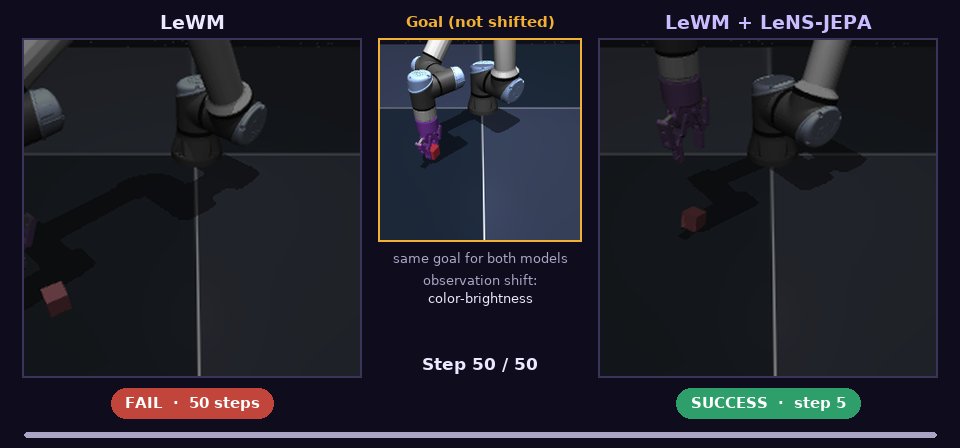 LeWM
Goal (not shifted)
LeWM + LeNS-JEPA
same goal for both models
observation shift:
color-brightness
Step 50 / 50
FAIL · 50 steps
SUCCESS · step 5